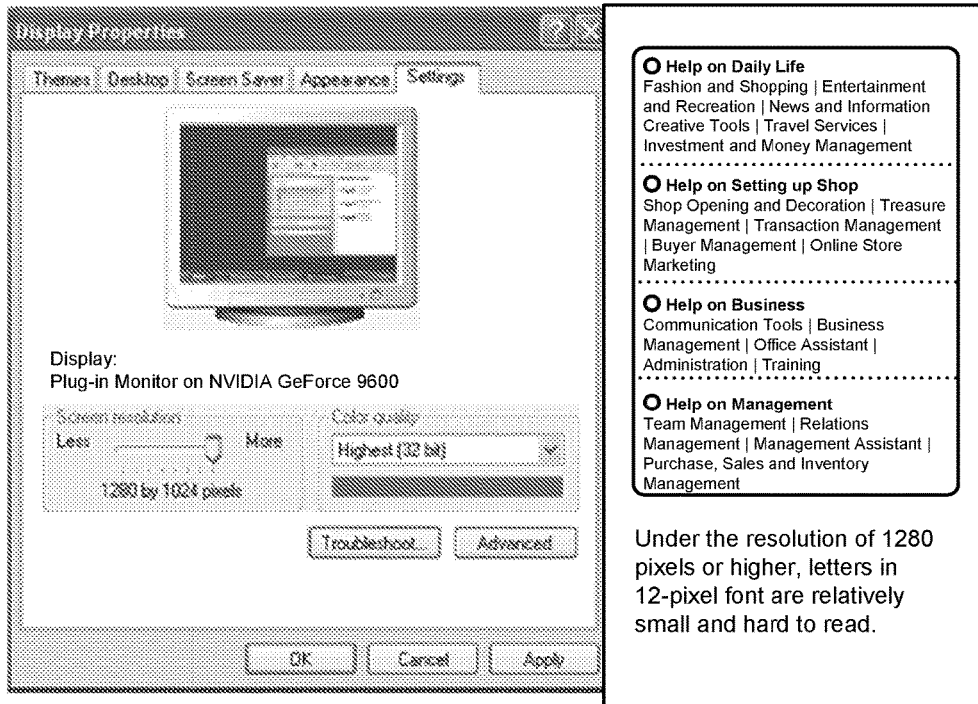 Display Properties
Themes Desktop Screen Saver Appearance Settings
Display:
Plug-in Monitor on NVIDIA GeForce 9600
Screen resolution
Less More
1280 by 1024 pixels
Color quality
Highest (32 bit)
Troubleshoot... Advanced
OK Cancel Apply
Help on Daily Life
Fashion and Shopping | Entertainment
and Recreation | News and Information
Creative Tools | Travel Services |
Investment and Money Management
Help on Setting up Shop
Shop Opening and Decoration | Treasure
Management | Transaction Management
| Buyer Management | Online Store
Marketing
Help on Business
Communication Tools | Business
Management | Office Assistant |
Administration | Training
Help on Management
Team Management | Relations
Management | Management Assistant |
Purchase, Sales and Inventory
Management
Under the resolution of 1280
pixels or higher, letters in
12-pixel font are relatively
small and hard to read.